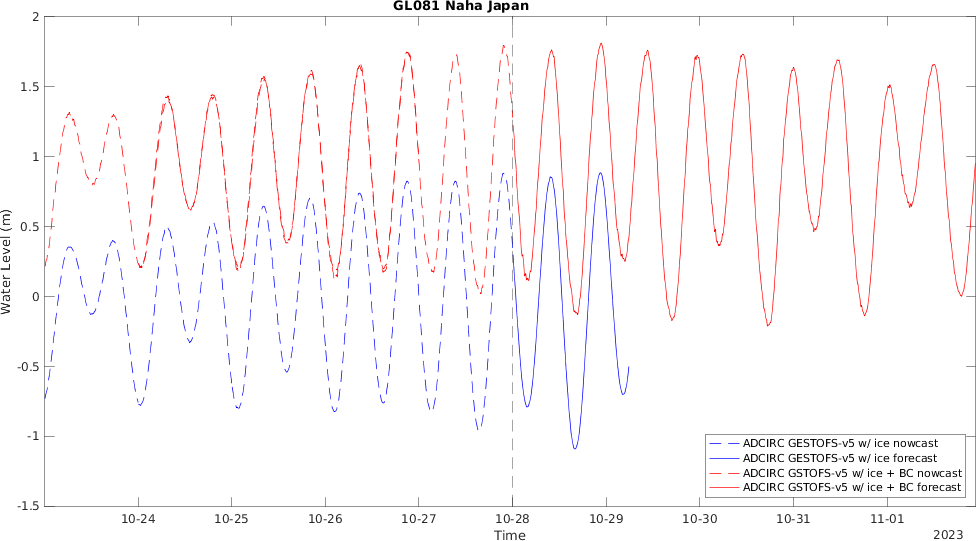 GL081 Naha Japan
2
1.5
1
0.5
0
-0.5
-1
-1.5
Water Level (m)
10-24
10-25
10-26
10-27
10-28
10-29
10-30
10-31
11-01
Time
2023
ADCIRC GESTOFS-v5 w/ ice nowcast
ADCIRC GESTOFS-v5 w/ ice forecast
ADCIRC GSTOFS-v5 w/ ice + BC nowcast
ADCIRC GSTOFS-v5 w/ ice + BC forecast